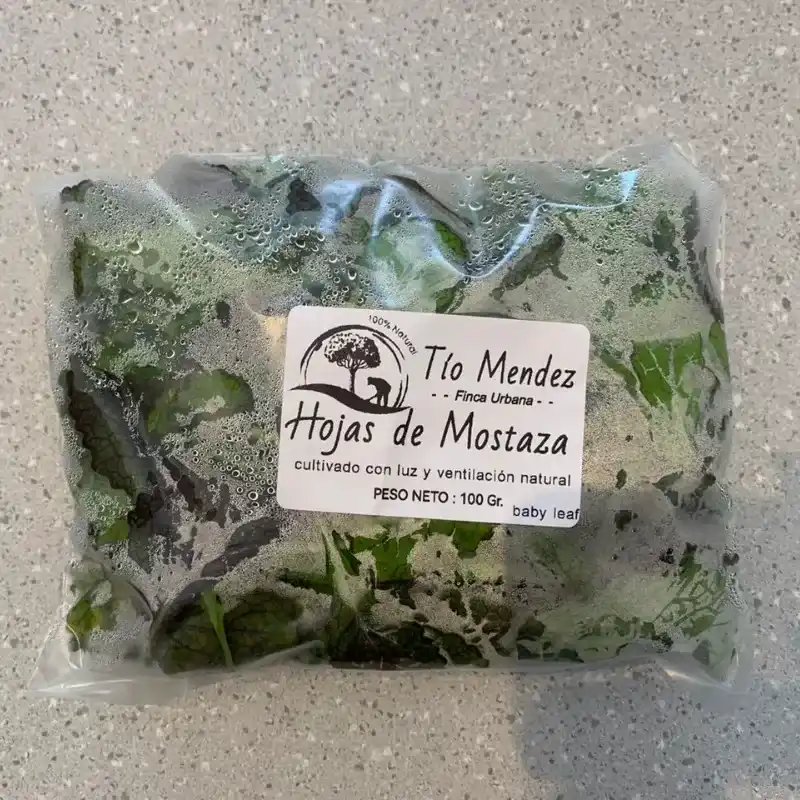 100% Natural
Tío Mendez
- - Finca Urbana - -
Hojas de Mostaza
cultivado con luz y ventilación natural
PESO NETO : 100 Gr.
baby leaf